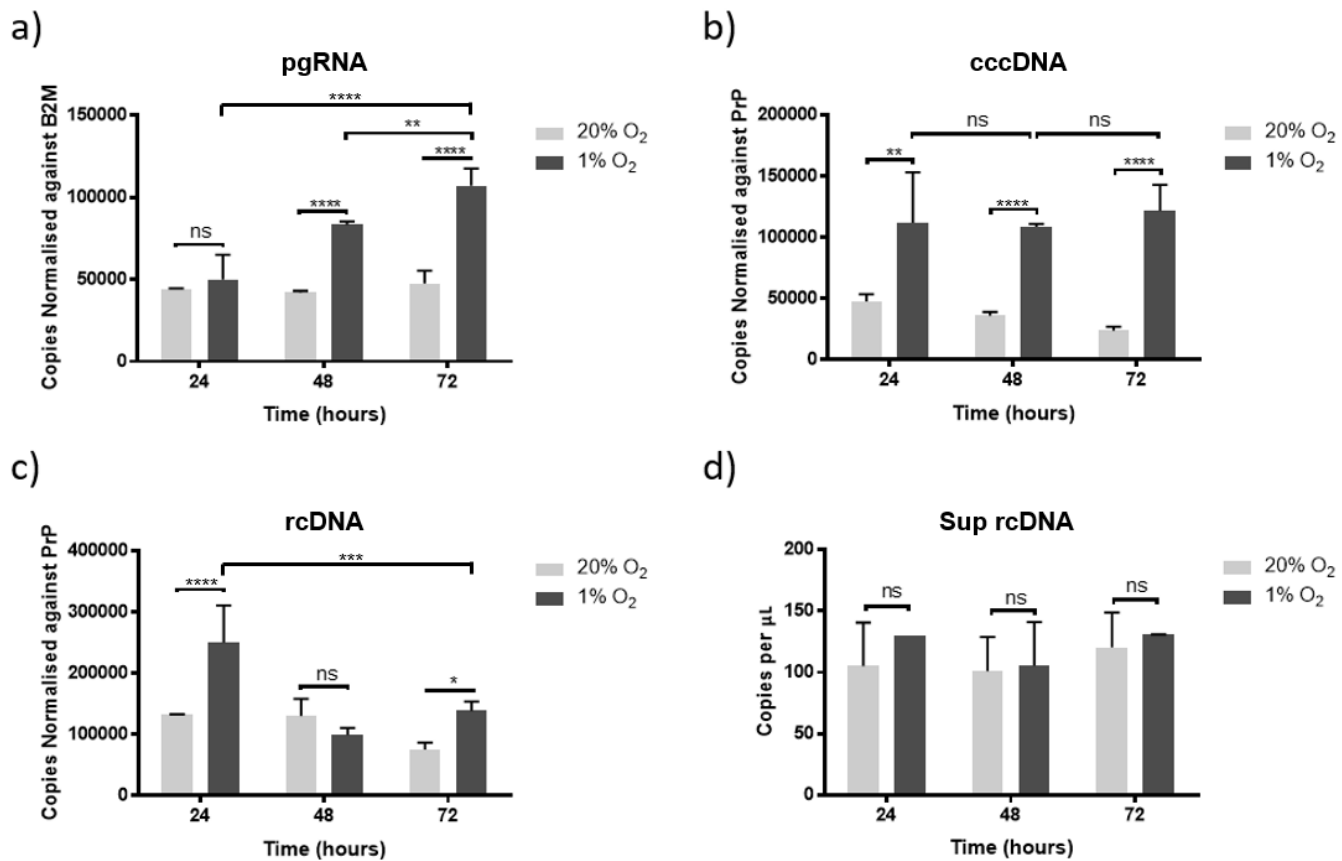 a)
pgRNA
Copies Normalised against B2M
150000
100000
50000
0
ns
****
****
**
****
24
48
72
Time (hours)
20% O₂
1% O₂
b)
cccDNA
Copies Normalised against PrP
200000
150000
100000
50000
0
**
ns
****
ns
****
24
48
72
Time (hours)
20% O₂
1% O₂
c)
rcDNA
Copies Normalised against PrP
400000
300000
200000
100000
0
****
***
ns
*
24
48
72
Time (hours)
20% O₂
1% O₂
d)
Sup rcDNA
Copies per µL
200
150
100
50
0
ns
ns
ns
24
48
72
Time (hours)
20% O₂
1% O₂